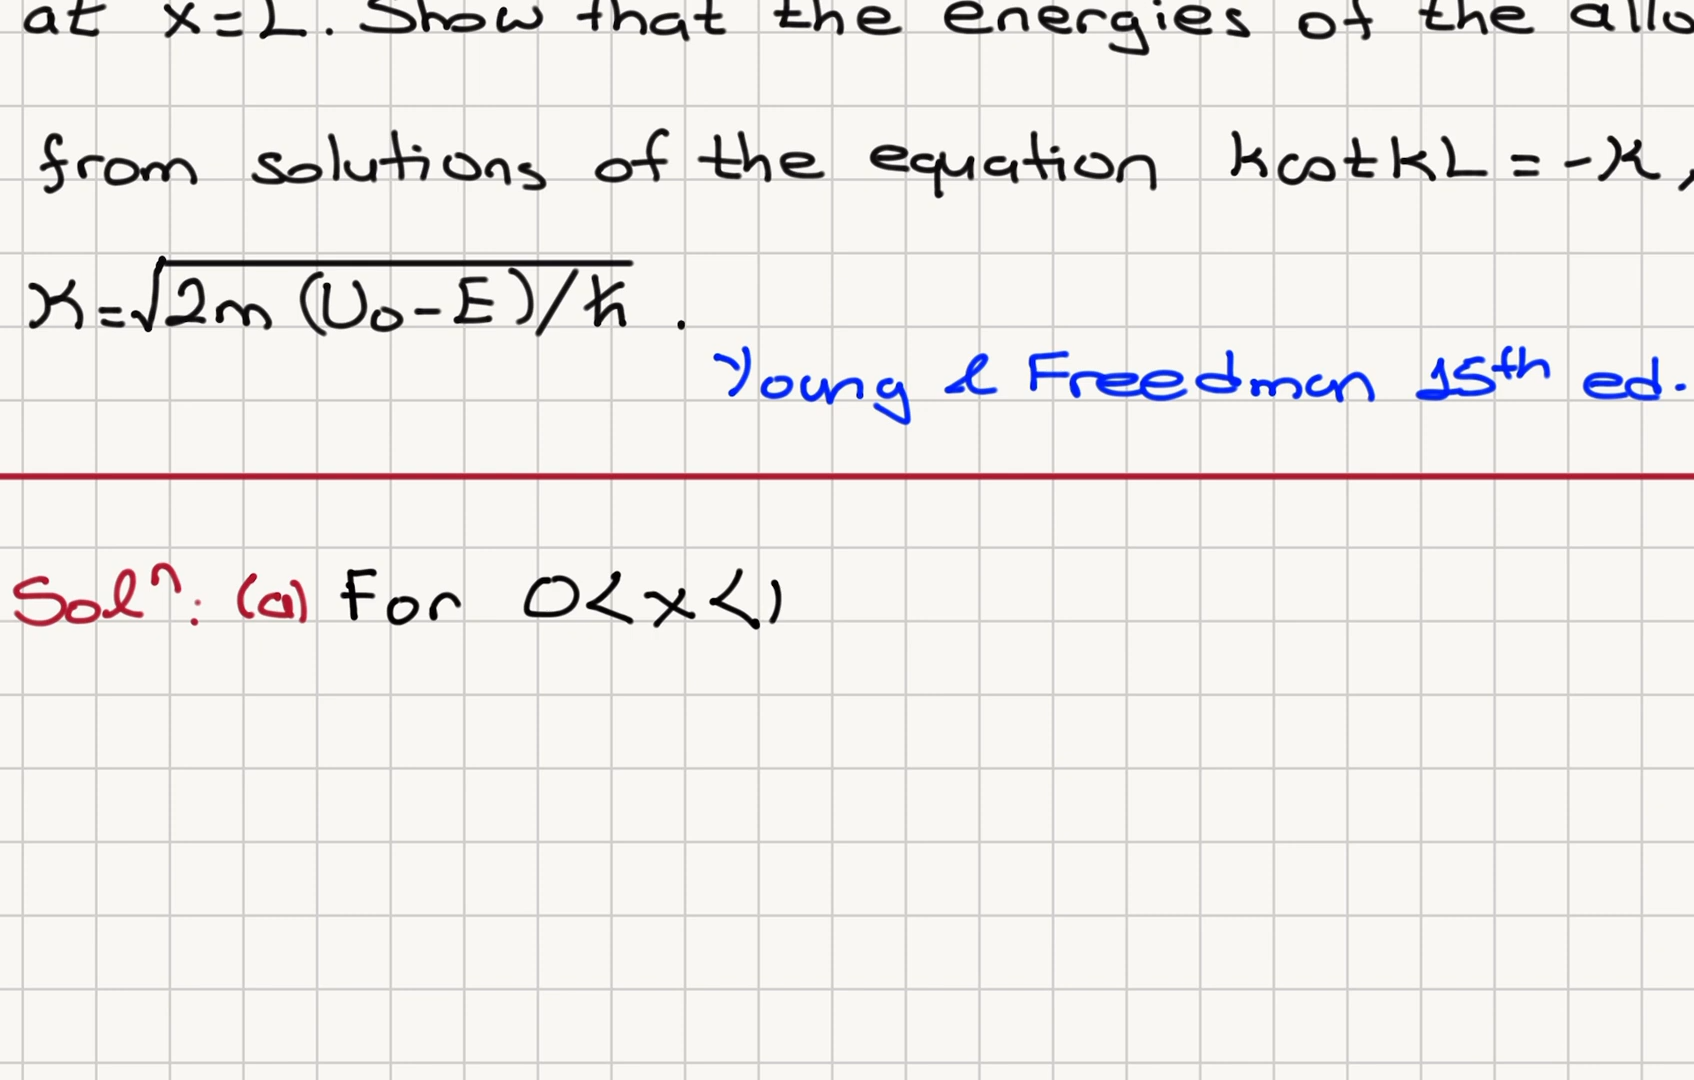 at x=L. Show that the energies of the allo
from solutions of the equation kcotkL = -κ,
κ=√2m (U₀-E)/ħ .
Young & Freedman 15th ed.
Solⁿ: (a) For 0<x<